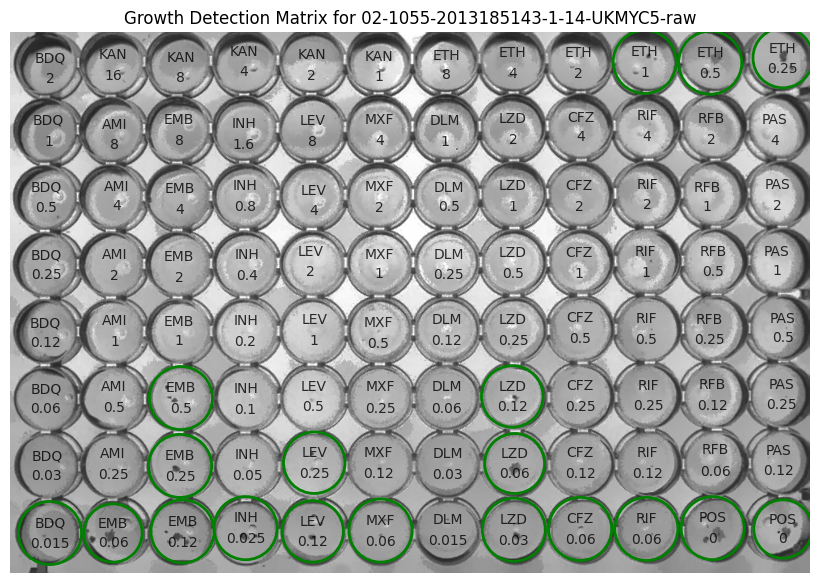 Growth Detection Matrix for 02-1055-2013185143-1-14-UKMYC5-raw
BDQ KAN KAN KAN KAN KAN ETH ETH ETH ETH ETH ETH
2 16 8 4 2 1 8 4 2 1 0.5 0.25
BDQ AMI EMB INH LEV MXF DLM LZD CFZ RIF RFB PAS
1 8 8 1.6 8 4 1 2 4 4 2 4
BDQ AMI EMB INH LEV MXF DLM LZD CFZ RIF RFB PAS
0.5 4 4 0.8 4 2 0.5 1 2 2 1 2
BDQ AMI EMB INH LEV MXF DLM LZD CFZ RIF RFB PAS
0.25 2 2 0.4 2 1 0.25 0.5 1 1 0.5 1
BDQ AMI EMB INH LEV MXF DLM LZD CFZ RIF RFB PAS
0.12 1 1 0.2 1 0.5 0.12 0.25 0.5 0.5 0.25 0.5
BDQ AMI EMB INH LEV MXF DLM LZD CFZ RIF RFB PAS
0.06 0.5 0.5 0.1 0.5 0.25 0.06 0.12 0.25 0.25 0.12 0.25
BDQ AMI EMB INH LEV MXF DLM LZD CFZ RIF RFB PAS
0.03 0.25 0.25 0.05 0.25 0.12 0.03 0.06 0.12 0.12 0.06 0.12
BDQ EMB EMB INH LEV MXF DLM LZD CFZ RIF POS POS
0.015 0.06 0.12 0.025 0.12 0.06 0.015 0.03 0.06 0.06 0 0